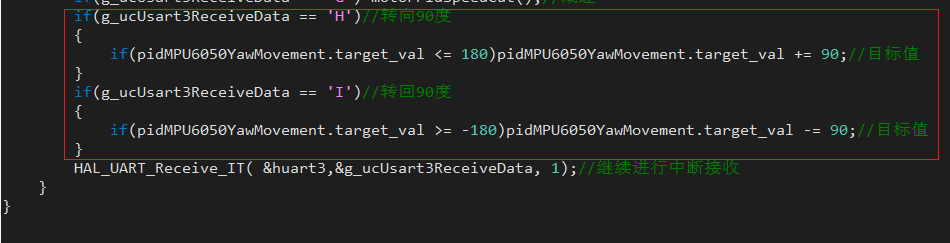 if(g_ucUsart3ReceiveData == 'H')//转向90度
{
if(pidMPU6050YawMovement.target_val <= 180)pidMPU6050YawMovement.target_val += 90;//目标值
}
if(g_ucUsart3ReceiveData == 'I')//转回90度
{
if(pidMPU6050YawMovement.target_val >= -180)pidMPU6050YawMovement.target_val -= 90;//目标值
}
HAL_UART_Receive_IT( &huart3,&g_ucUsart3ReceiveData, 1);//继续进行中断接收
}
}